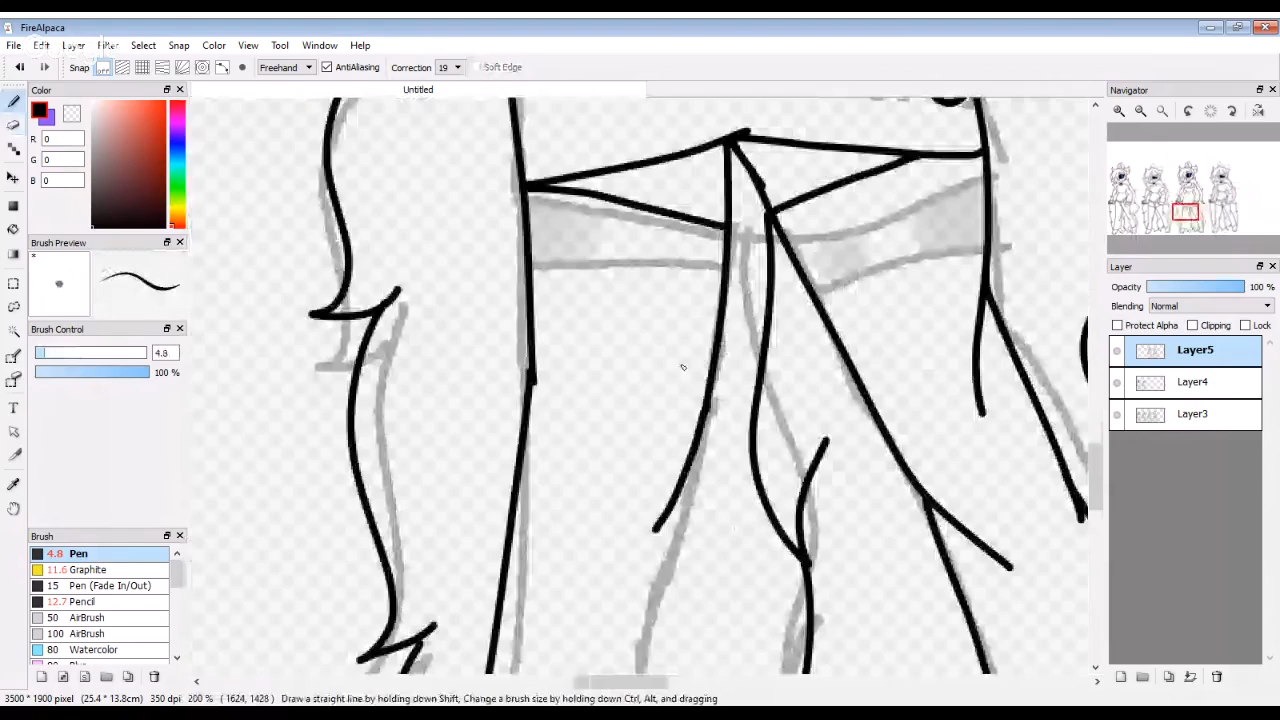 FireAlpaca
File Edit Layer Filter Select Snap Color View Tool Window Help
Snap OFF Freehand AntiAliasing Correction 19 Soft Edge
Color Untitled Navigator
R 0
G 0
B 0
Brush Preview
Layer
Opacity 100 %
Blending Normal
Protect Alpha Clipping Lock
Brush Control
4.8
100 %
Layer5
Layer4
Layer3
Brush
4.8 Pen
11.6 Graphite
15 Pen (Fade In/Out)
12.7 Pencil
50 AirBrush
100 AirBrush
80 Watercolor
3500 * 1900 pixel (25.4 * 13.8cm) 350 dpi 200 % ( 1624, 1428 ) Draw a straight line by holding down Shift, Change a brush size by holding down Ctrl, Alt, and dragging